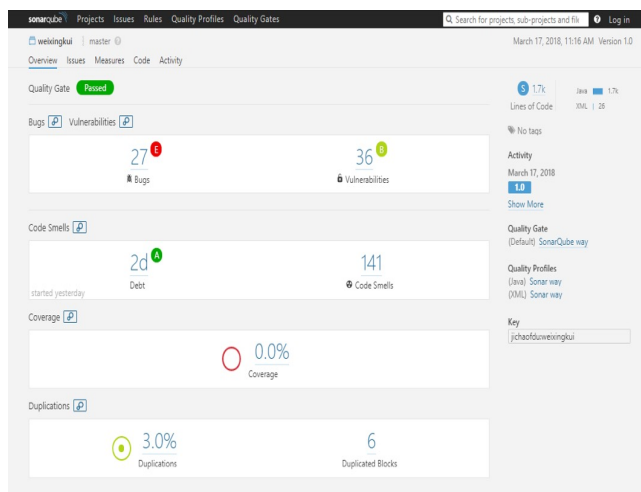 sonarqube Projects Issues Rules Quality Profiles Quality Gates Search for projects, sub-projects and fil ? Log in
weixingkui master March 17, 2018, 11:16 AM Version 1.0
Overview Issues Measures Code Activity
Quality Gate Passed
S 1.7k Java 1.7k
Lines of Code XML 26
No tags
Bugs Vulnerabilities
27 E 36 B
Bugs Vulnerabilities
Activity
March 17, 2018
1.0
Show More
Code Smells
2d A 141
started yesterday Debt Code Smells
Quality Gate
(Default) SonarQube way
Quality Profiles
(Java) Sonar way
(XML) Sonar way
Coverage
0.0%
Coverage
Key
jichaofdu:weixingkui
Duplications
3.0% 6
Duplications Duplicated Blocks